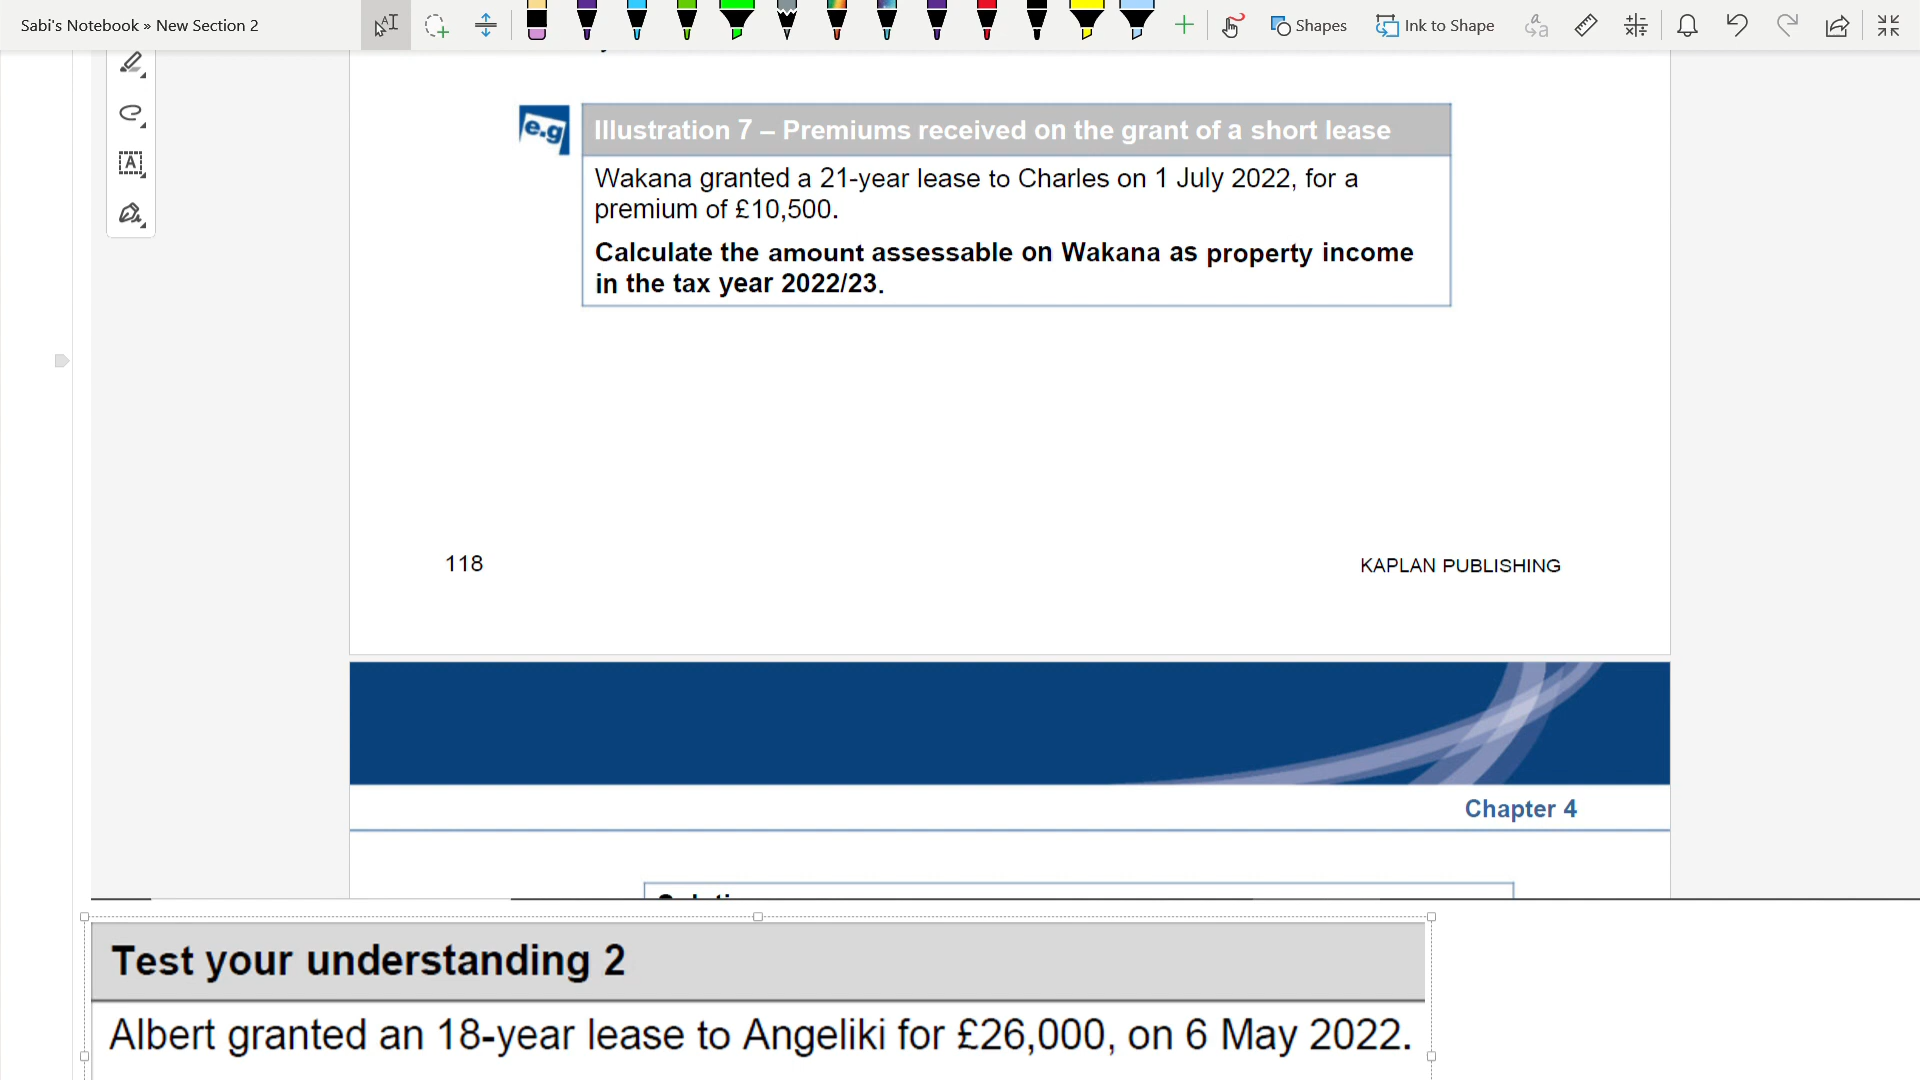 Sabi's Notebook » New Section 2
Shapes
Ink to Shape
e.g
Illustration 7 – Premiums received on the grant of a short lease
Wakana granted a 21-year lease to Charles on 1 July 2022, for a
premium of £10,500.
Calculate the amount assessable on Wakana as property income
in the tax year 2022/23.
118
KAPLAN PUBLISHING
Chapter 4
Test your understanding 2
Albert granted an 18-year lease to Angeliki for £26,000, on 6 May 2022.